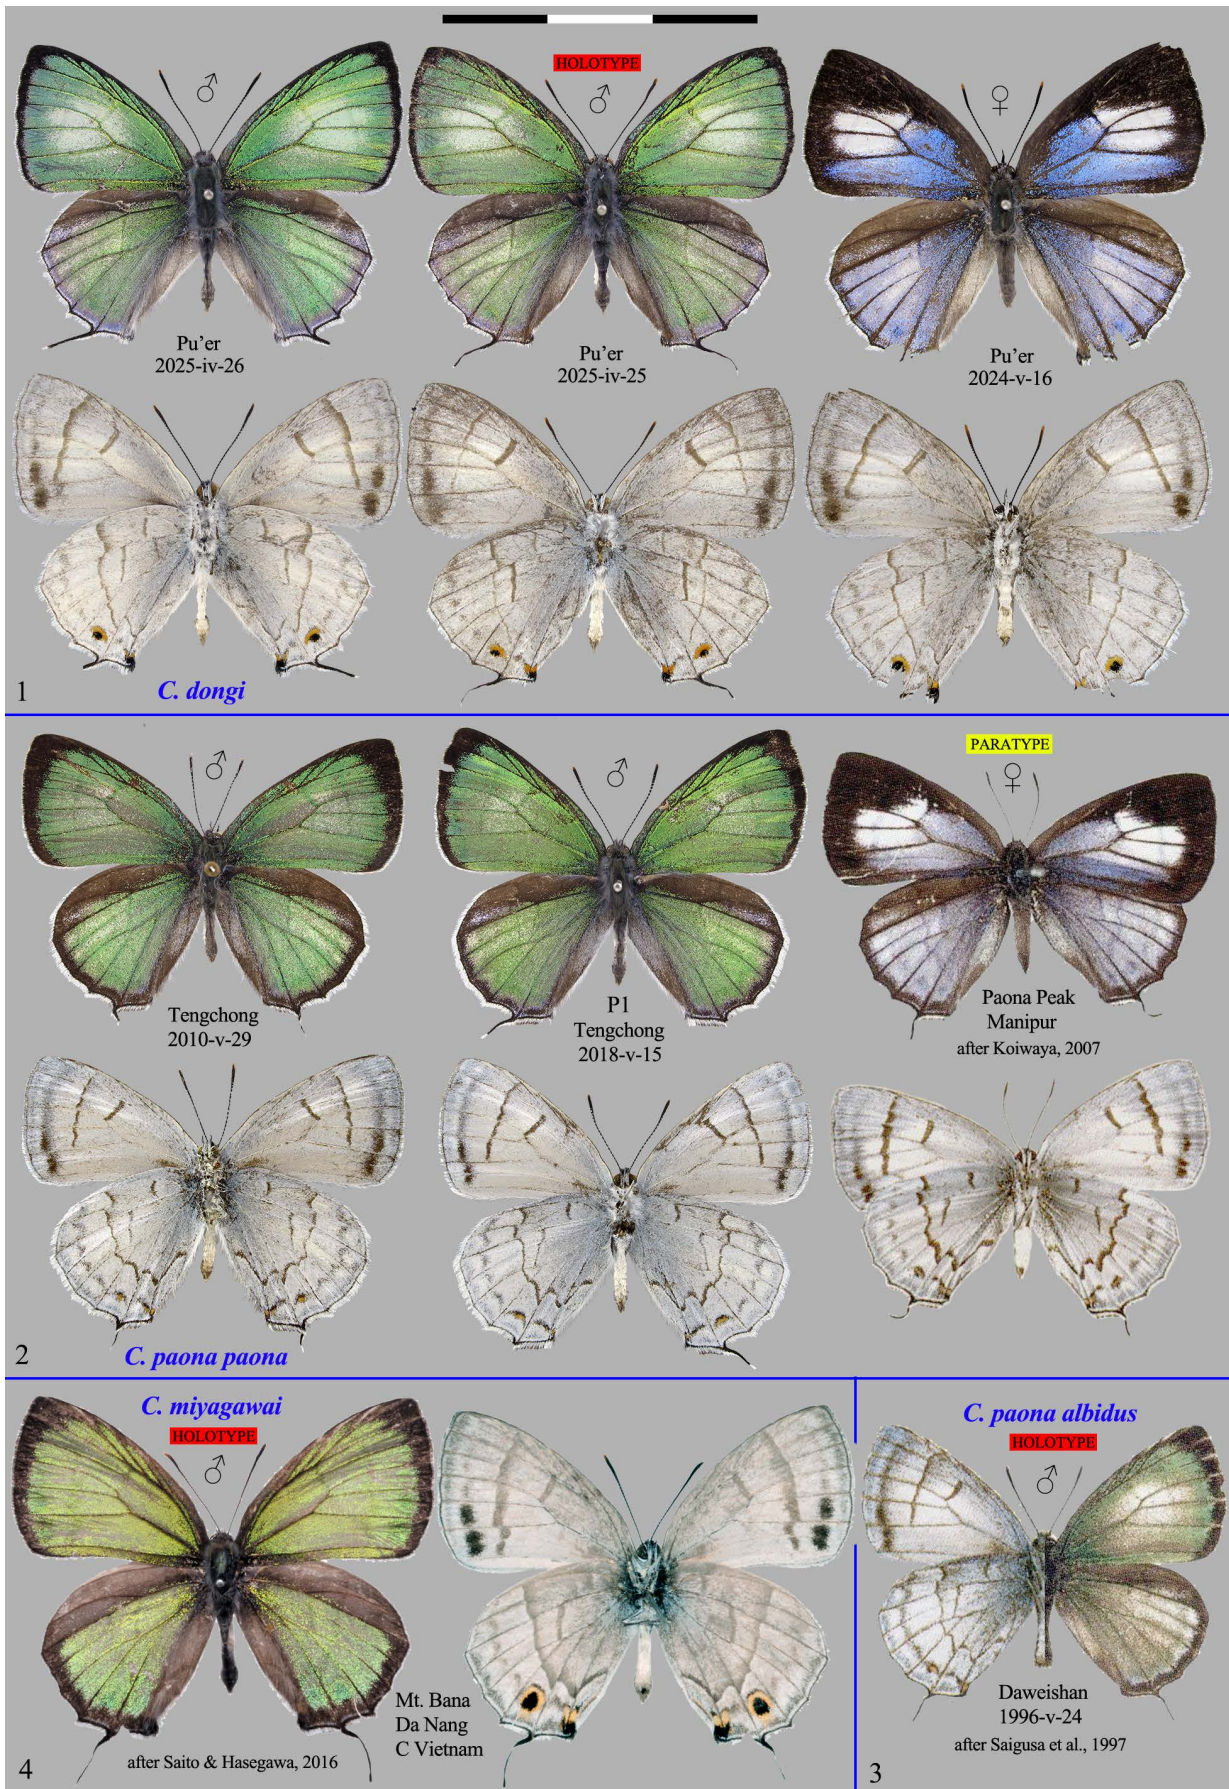 ♂
HOLOTYPE
♂
♀
Pu’er
2025-iv-26
Pu’er
2025-iv-25
Pu’er
2024-v-16
1
C. dongi
♂
♂
PARATYPE
♀
Tengchong
2010-v-29
P1
Tengchong
2018-v-15
Paona Peak
Manipur
after Koiwaya, 2007
2
C. paona paona
C. miyagawai
HOLOTYPE
♂
Mt. Bana
Da Nang
C Vietnam
after Saito & Hasegawa, 2016
4
C. paona albidus
HOLOTYPE
♂
Daweishan
1996-v-24
after Saigusa et al., 1997
3